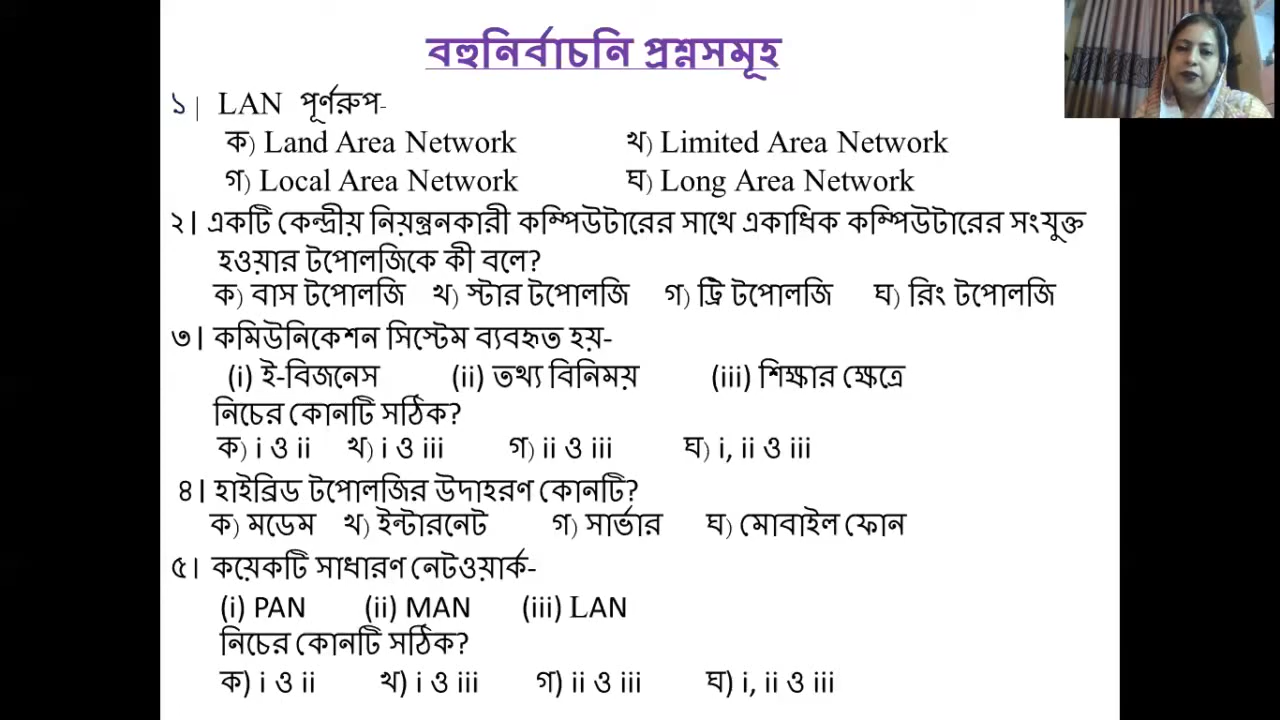 বহুনির্বাচনি প্রশ্নসমূহ
১| LAN পূর্ণরুপ-
ক) Land Area Network খ) Limited Area Network
গ) Local Area Network ঘ) Long Area Network
২। একটি কেন্দ্রীয় নিয়ন্ত্রনকারী কম্পিউটারের সাথে একাধিক কম্পিউটারের সংযুক্ত
হওয়ার টপোলজিকে কী বলে?
ক) বাস টপোলজি খ) স্টার টপোলজি গ) ট্রি টপোলজি ঘ) রিং টপোলজি
৩। কমিউনিকেশন সিস্টেম ব্যবহৃত হয়-
(i) ই-বিজনেস (ii) তথ্য বিনিময় (iii) শিক্ষার ক্ষেত্রে
নিচের কোনটি সঠিক?
ক) i ও ii খ) i ও iii গ) ii ও iii ঘ) i, ii ও iii
৪। হাইব্রিড টপোলজির উদাহরণ কোনটি?
ক) মডেম খ) ইন্টারনেট গ) সার্ভার ঘ) মোবাইল ফোন
৫। কয়েকটি সাধারণ নেটওয়ার্ক-
(i) PAN (ii) MAN (iii) LAN
নিচের কোনটি সঠিক?
ক) i ও ii খ) i ও iii গ) ii ও iii ঘ) i, ii ও iii